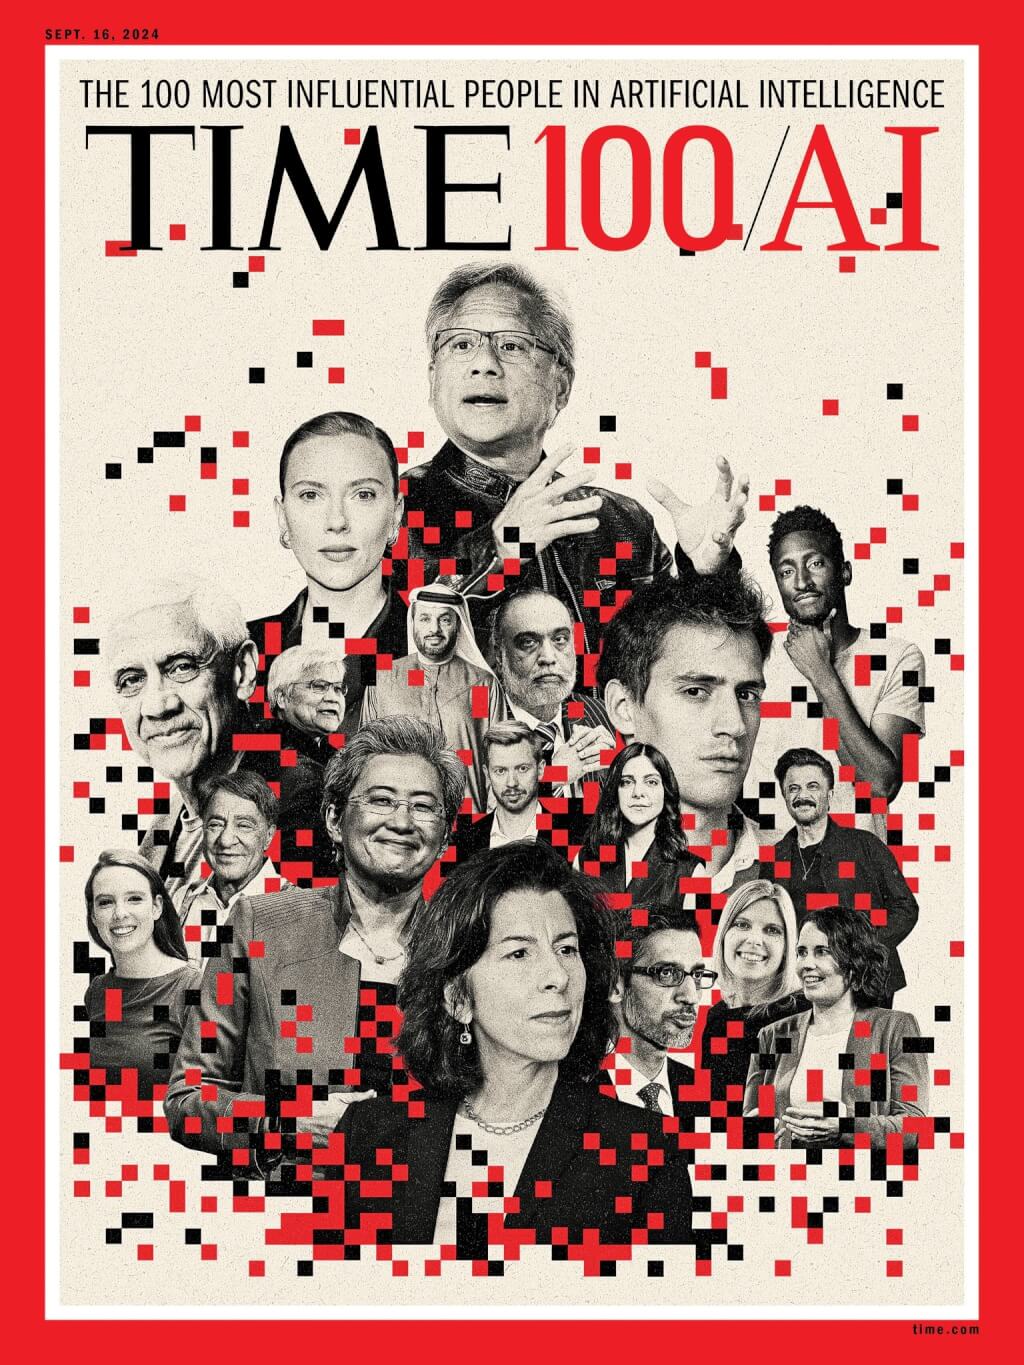 SEPT. 16, 2024
THE 100 MOST INFLUENTIAL PEOPLE IN ARTIFICIAL INTELLIGENCE
TIME 100/AI
time.com